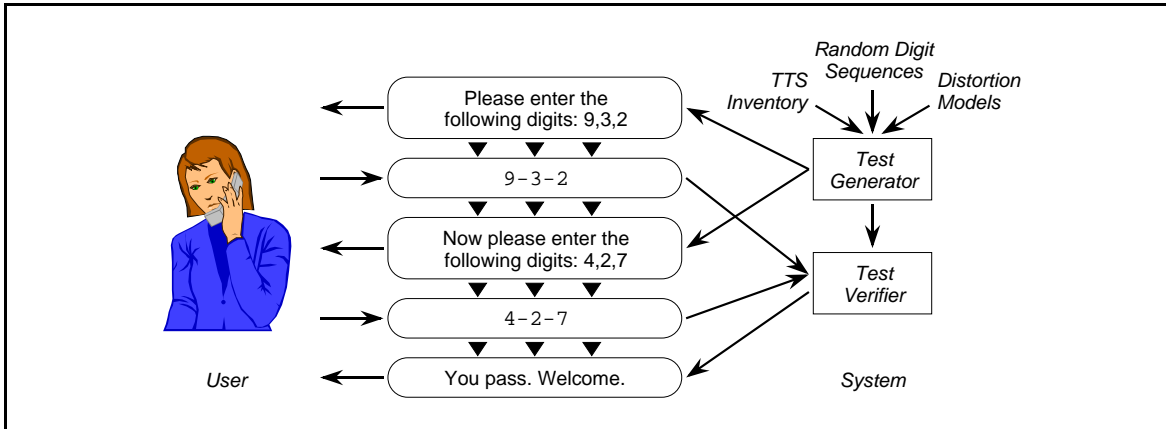 Please enter the
following digits: 9,3,2
9-3-2
Now please enter the
following digits: 4,2,7
4-2-7
You pass. Welcome.
User
Random Digit
Sequences
TTS
Inventory
Distortion
Models
Test
Generator
Test
Verifier
System